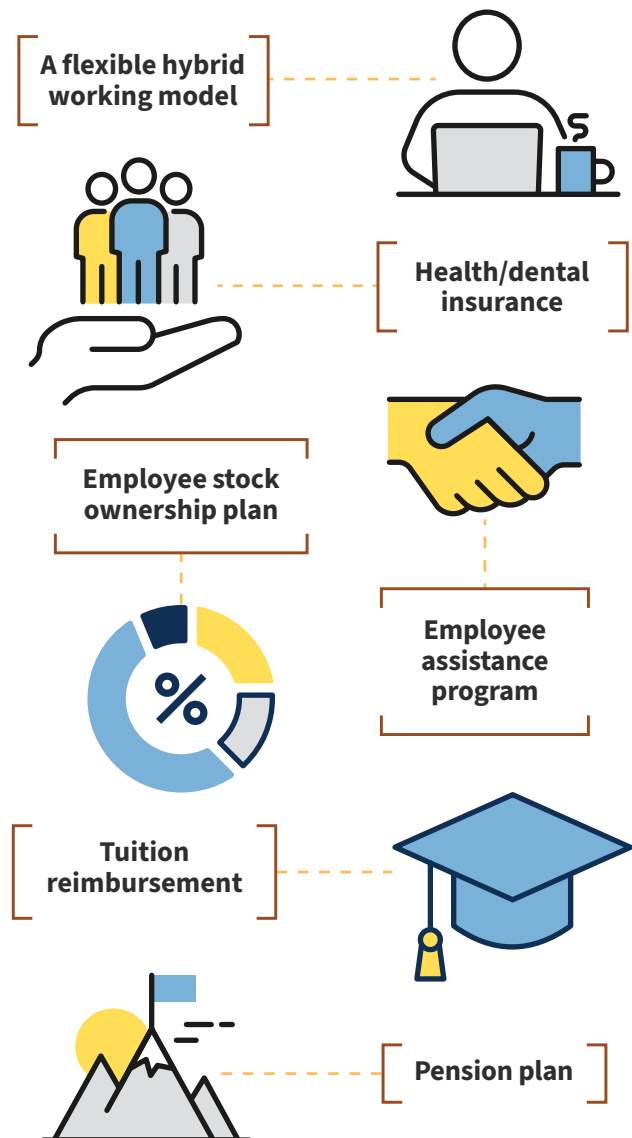 A flexible hybrid
working model
Health/dental
insurance
Employee stock
ownership plan
%
Employee
assistance
program
Tuition
reimbursement
Pension plan